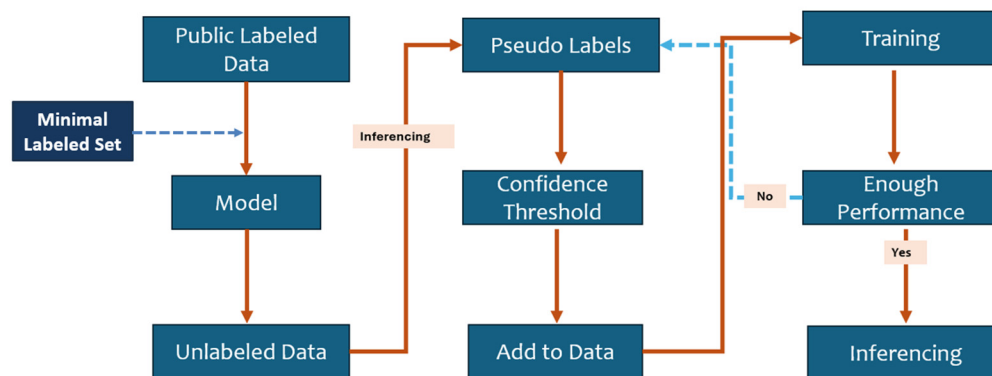 Public Labeled
Data
Minimal
Labeled Set
Model
Unlabeled Data
Inferencing
Pseudo Labels
Confidence
Threshold
Add to Data
Training
Enough
Performance
No
Yes
Inferencing